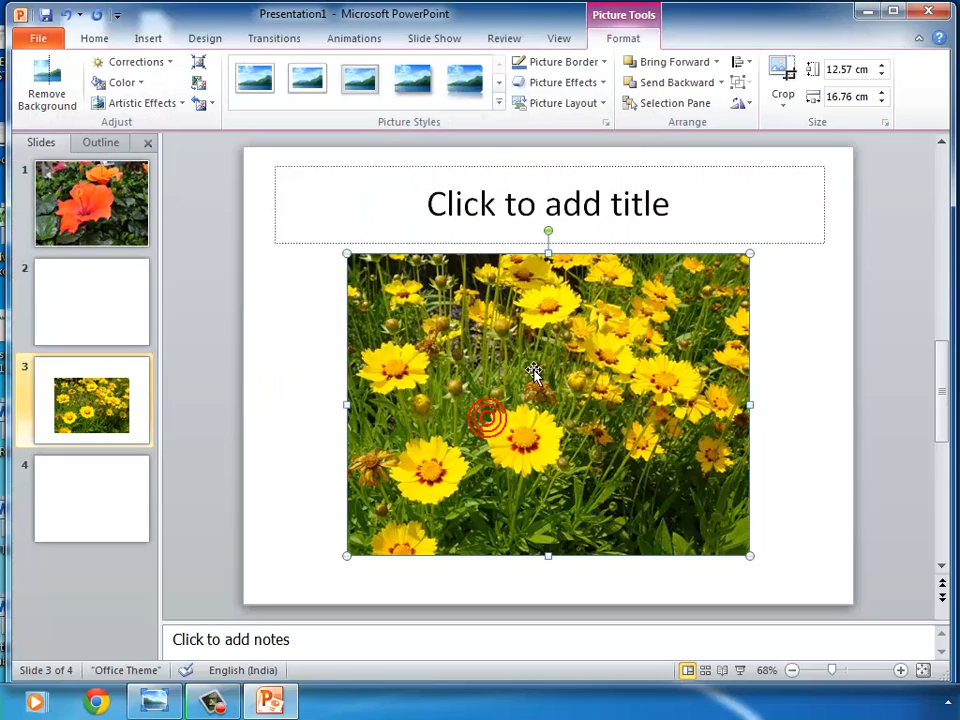 Presentation1 - Microsoft PowerPoint
Picture Tools
File Home Insert Design Transitions Animations Slide Show Review View Format
Remove Background
Corrections
Color
Artistic Effects
Adjust
Picture Styles
Picture Border
Picture Effects
Picture Layout
Bring Forward
Send Backward
Selection Pane
Arrange
Crop
12.57 cm
16.76 cm
Size
Slides Outline
1
2
3
4
Click to add title
Click to add notes
Slide 3 of 4 "Office Theme" English (India) 68%